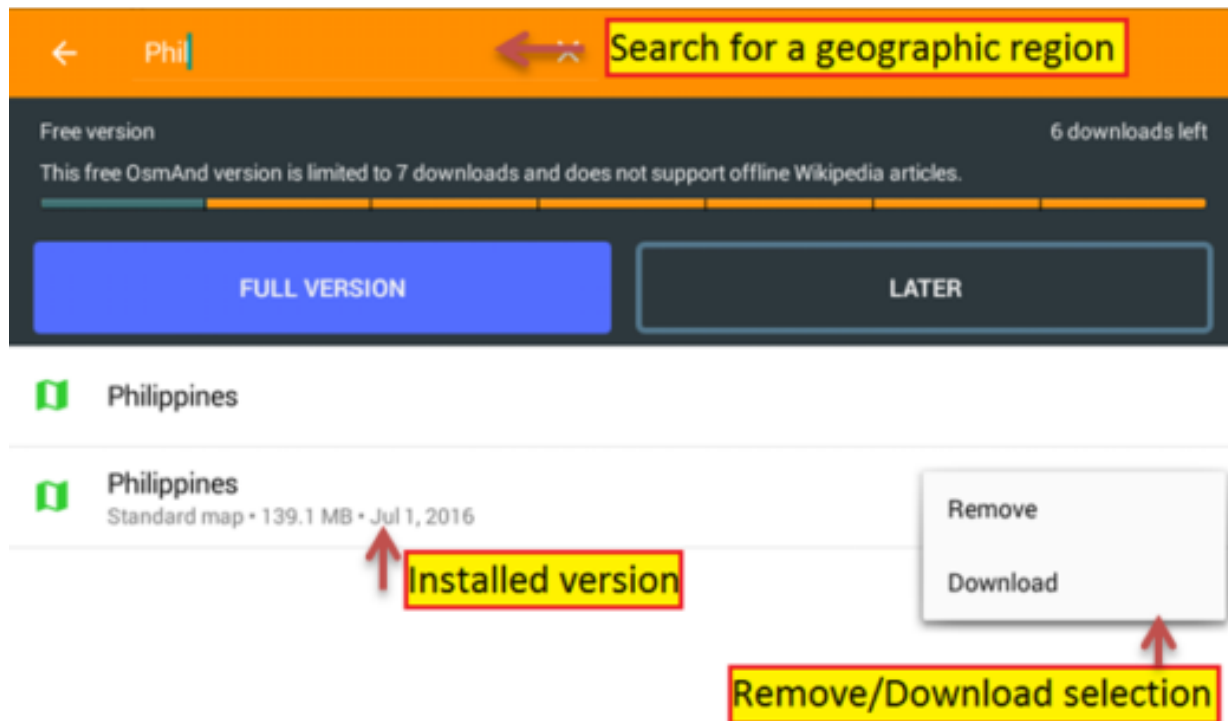 Phil
Search for a geographic region
Free version
6 downloads left
This free OsmAnd version is limited to 7 downloads and does not support offline Wikipedia articles.
FULL VERSION
LATER
Philippines
Philippines
Standard map • 139.1 MB • Jul 1, 2016
Remove
Installed version
Download
Remove/Download selection